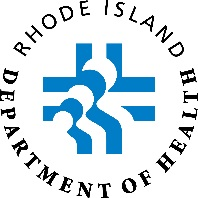 RHODE ISLAND
DEPARTMENT OF HEALTH